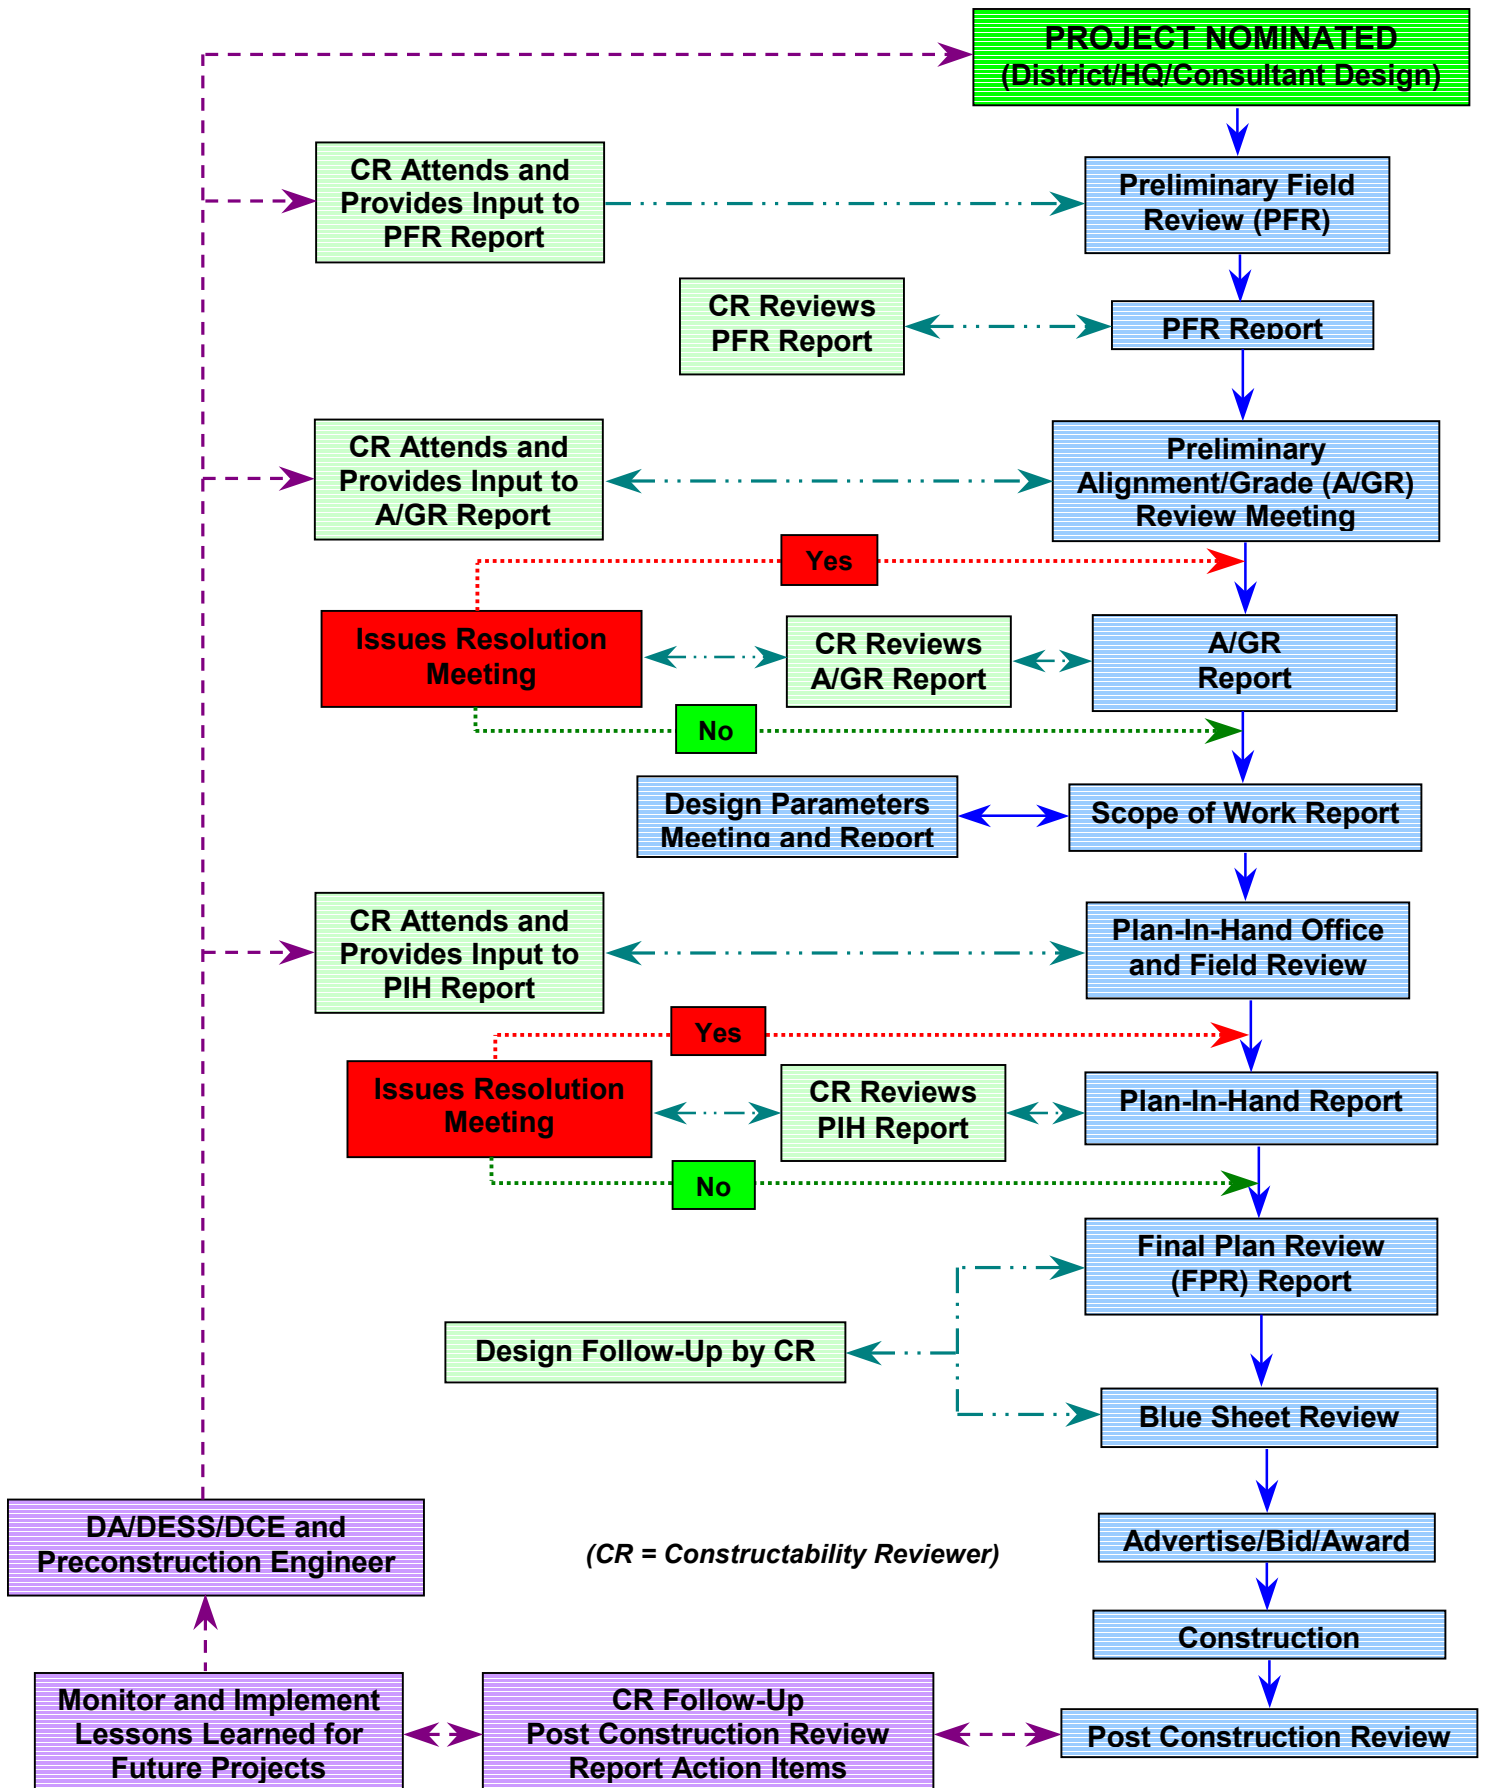 PROJECT NOMINATED
(District/HQ/Consultant Design)
CR Attends and
Provides Input to
PFR Report
Preliminary Field
Review (PFR)
CR Reviews
PFR Report
PFR Report
CR Attends and
Provides Input to
A/GR Report
Preliminary
Alignment/Grade (A/GR)
Review Meeting
Yes
Issues Resolution
Meeting
CR Reviews
A/GR Report
A/GR
Report
No
Design Parameters
Meeting and Report
Scope of Work Report
CR Attends and
Provides Input to
PIH Report
Plan-In-Hand Office
and Field Review
Yes
Issues Resolution
Meeting
CR Reviews
PIH Report
Plan-In-Hand Report
No
Final Plan Review
(FPR) Report
Design Follow-Up by CR
Blue Sheet Review
DA/DESS/DCE and
Preconstruction Engineer
(CR = Constructability Reviewer)
Advertise/Bid/Award
Construction
Monitor and Implement
Lessons Learned for
Future Projects
CR Follow-Up
Post Construction Review
Report Action Items
Post Construction Review